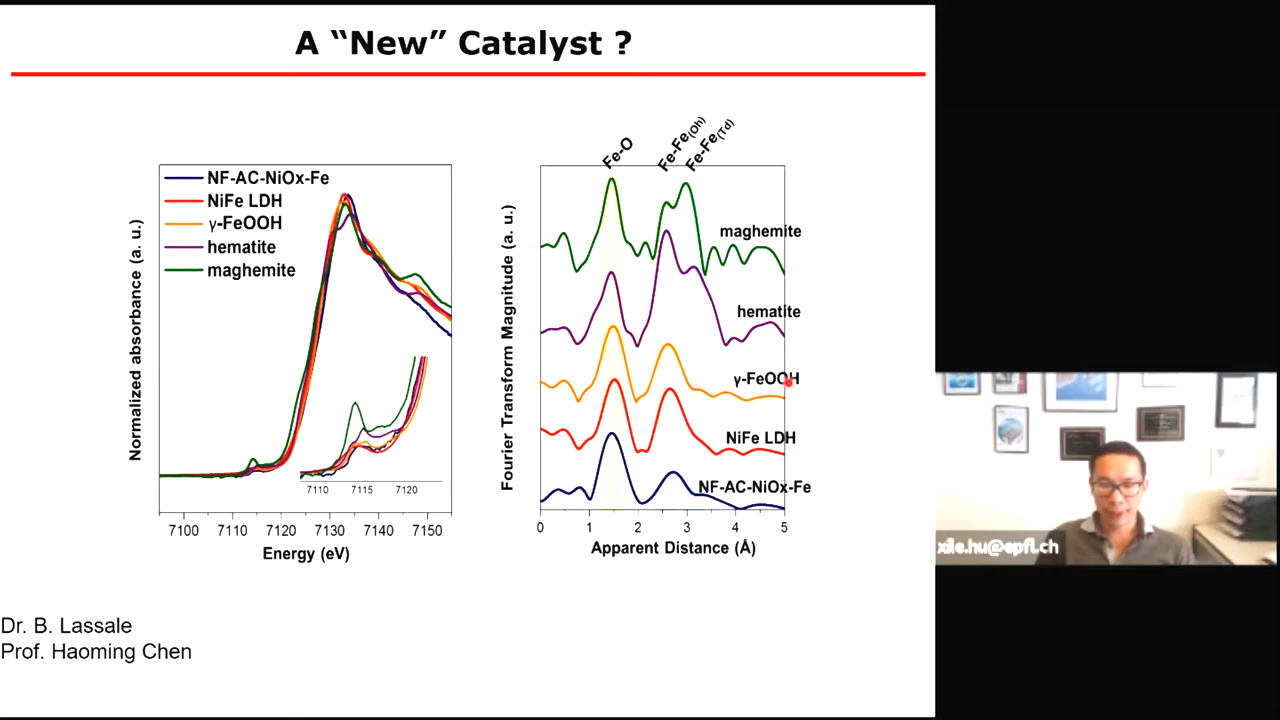 A “New” Catalyst ?
NF-AC-NiOx-Fe
NiFe LDH
γ-FeOOH
hematite
maghemite
Normalized absorbance (a. u.)
7110 7115 7120
7100 7110 7120 7130 7140 7150
Energy (eV)
Fe-O
Fe-Fe(Oh)
Fe-Fe(Td)
maghemite
hematite
γ-FeOOH
NiFe LDH
NF-AC-NiOx-Fe
Fourier Transform Magnitude (a. u.)
0 1 2 3 4 5
Apparent Distance (Å)
Dr. B. Lassale
Prof. Haoming Chen
xile.hu@epfl.ch